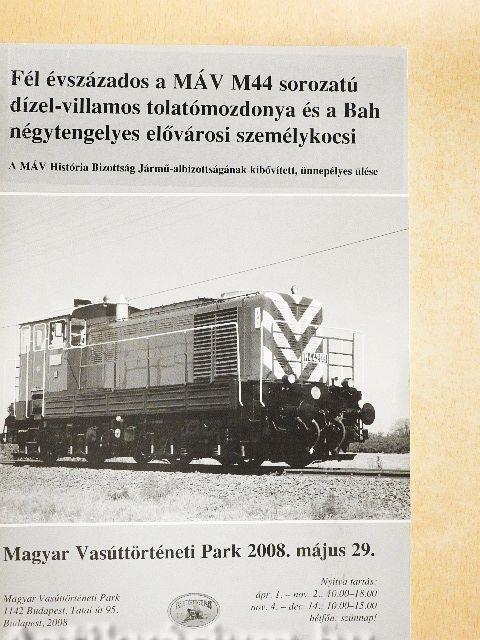 Fél évszázados a MÁV M44 sorozatú
dízel-villamos tolatómozdonya és a Bah
négytengelyes elővárosi személykocsi
A MÁV História Bizottság Jármű-albizottságának kibővített, ünnepélyes ülése
Magyar Vasúttörténeti Park 2008. május 29.
Magyar Vasúttörténeti Park
1142 Budapest, Tatai út 95.
Budapest, 2008
Nyitva tartás:
ápr. 1. – nov. 2.: 10.00–18.00
nov. 4. – dec. 14.: 10.00–15.00
hétfőn: szünnap!